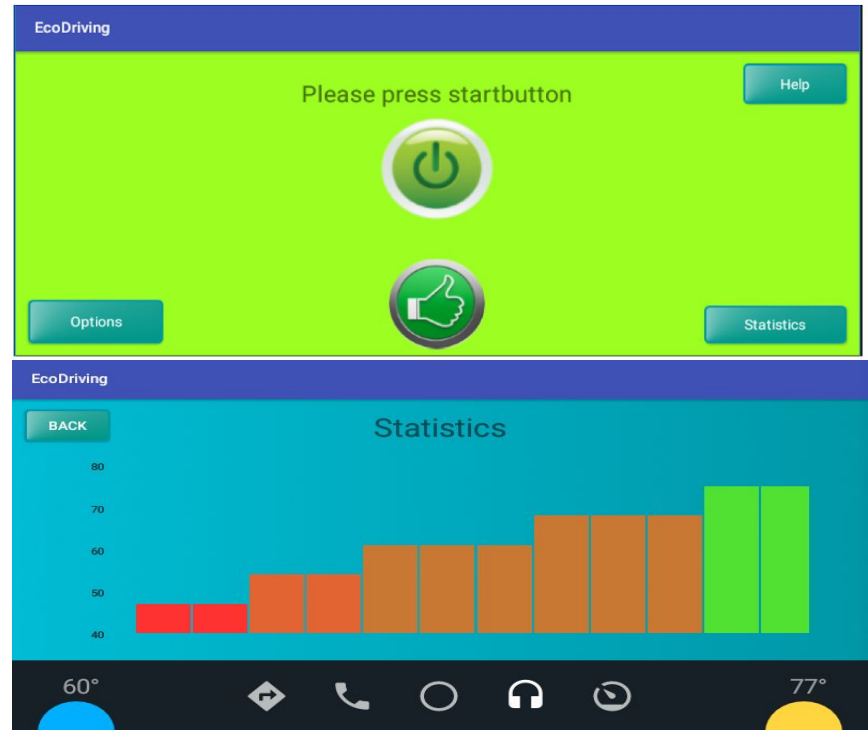 EcoDriving
Please press startbutton
Help
Options
Statistics
EcoDriving
BACK
Statistics
80
70
60
50
40
60°
77°